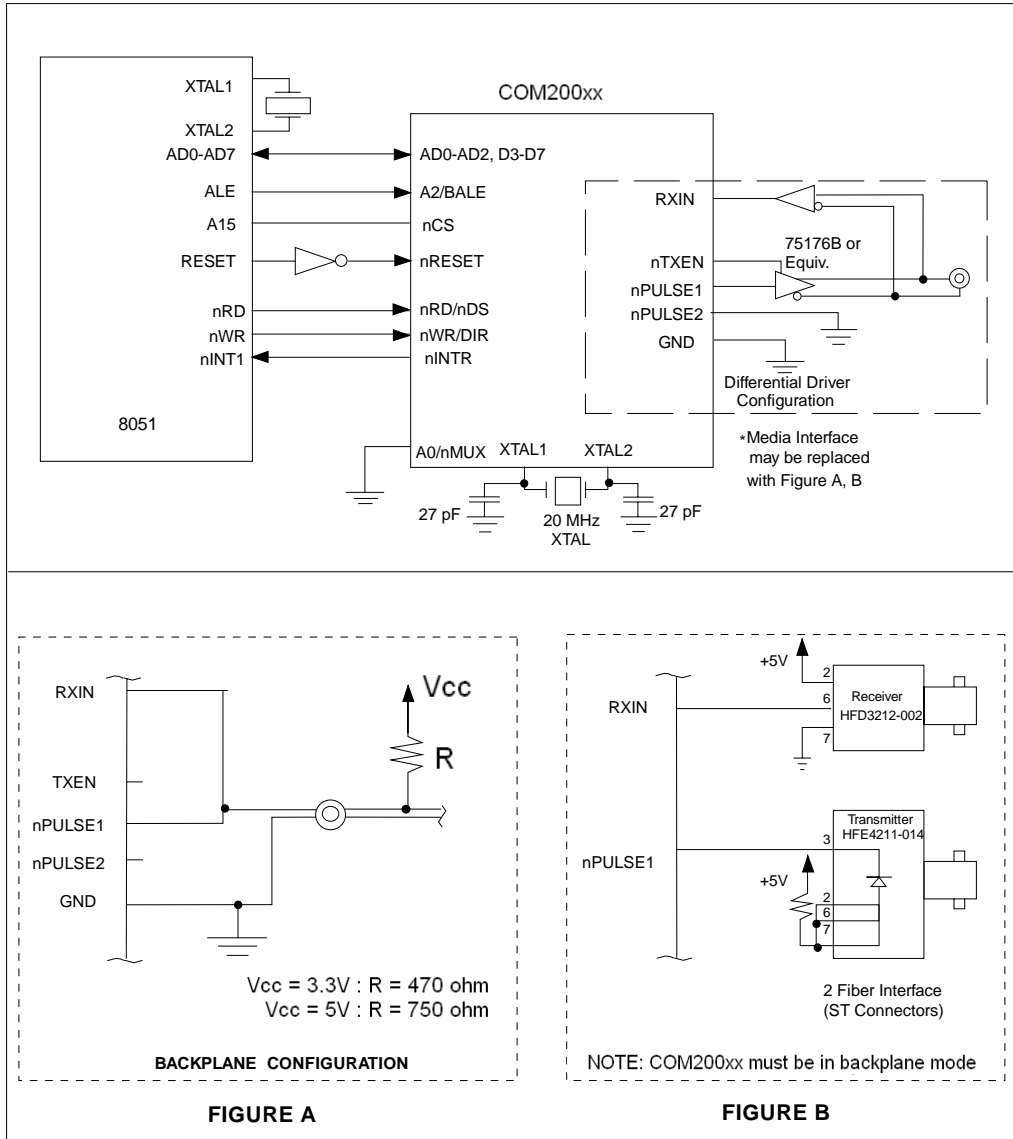 COM200xx
XTAL1
XTAL2
AD0-AD7
ALE
A15
RESET
nRD
nWR
nINT1
8051
AD0-AD2, D3-D7
A2/BALE
nCS
nRESET
nRD/nDS
nWR/DIR
nINTR
A0/nMUX
XTAL1
XTAL2
27 pF
20 MHz
XTAL
27 pF
RXIN
nTXEN
nPULSE1
nPULSE2
GND
75176B or
Equiv.
Differential Driver
Configuration
*Media Interface
may be replaced
with Figure A, B
RXIN
TXEN
nPULSE1
nPULSE2
GND
Vcc
R
Vcc = 3.3V : R = 470 ohm
Vcc = 5V : R = 750 ohm
BACKPLANE CONFIGURATION
FIGURE A
RXIN
nPULSE1
+5V
2
6
7
Receiver
HFD3212-002
Transmitter
HFE4211-014
3
+5V
2
6
7
2 Fiber Interface
(ST Connectors)
NOTE: COM200xx must be in backplane mode
FIGURE B